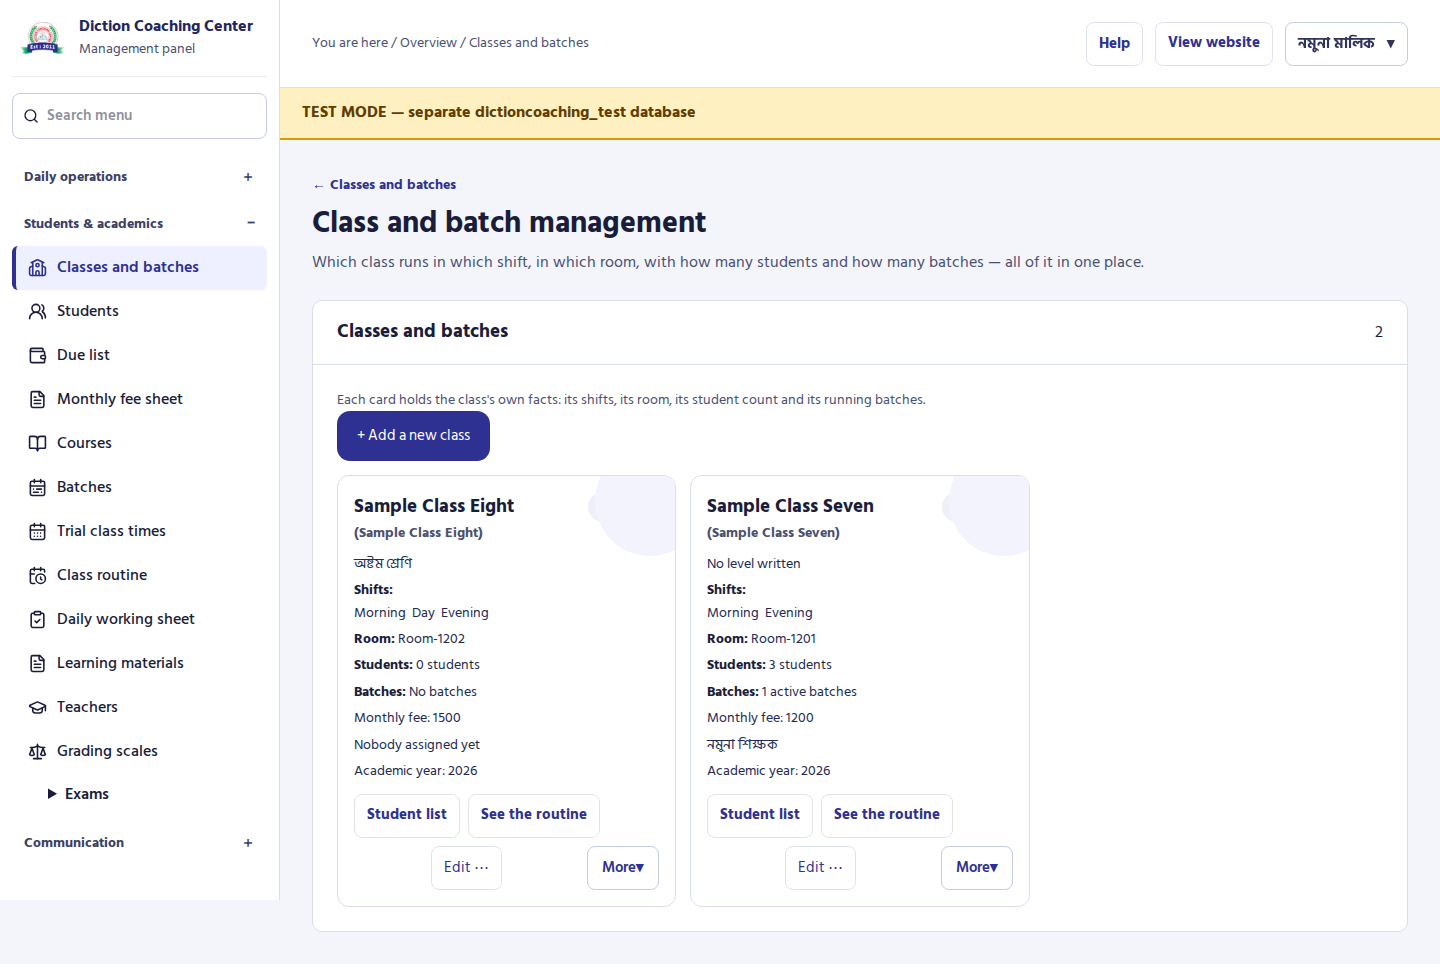 Diction Coaching Center
Management panel
Est : 2011
Search menu
Daily operations +
Students & academics −
Classes and batches
Students
Due list
Monthly fee sheet
Courses
Batches
Trial class times
Class routine
Daily working sheet
Learning materials
Teachers
Grading scales
▶ Exams
Communication +
You are here / Overview / Classes and batches
Help
View website
নমুনা মালিক ▼
TEST MODE — separate dictioncoaching_test database
← Classes and batches
Class and batch management
Which class runs in which shift, in which room, with how many students and how many batches — all of it in one place.
Classes and batches 2
Each card holds the class's own facts: its shifts, its room, its student count and its running batches.
+ Add a new class
Sample Class Eight
(Sample Class Eight)
অষ্টম শ্রেণি
Shifts:
Morning Day Evening
Room: Room-1202
Students: 0 students
Batches: No batches
Monthly fee: 1500
Nobody assigned yet
Academic year: 2026
Student list See the routine
Edit ··· More▾
Sample Class Seven
(Sample Class Seven)
No level written
Shifts:
Morning Evening
Room: Room-1201
Students: 3 students
Batches: 1 active batches
Monthly fee: 1200
নমুনা শিক্ষক
Academic year: 2026
Student list See the routine
Edit ··· More▾